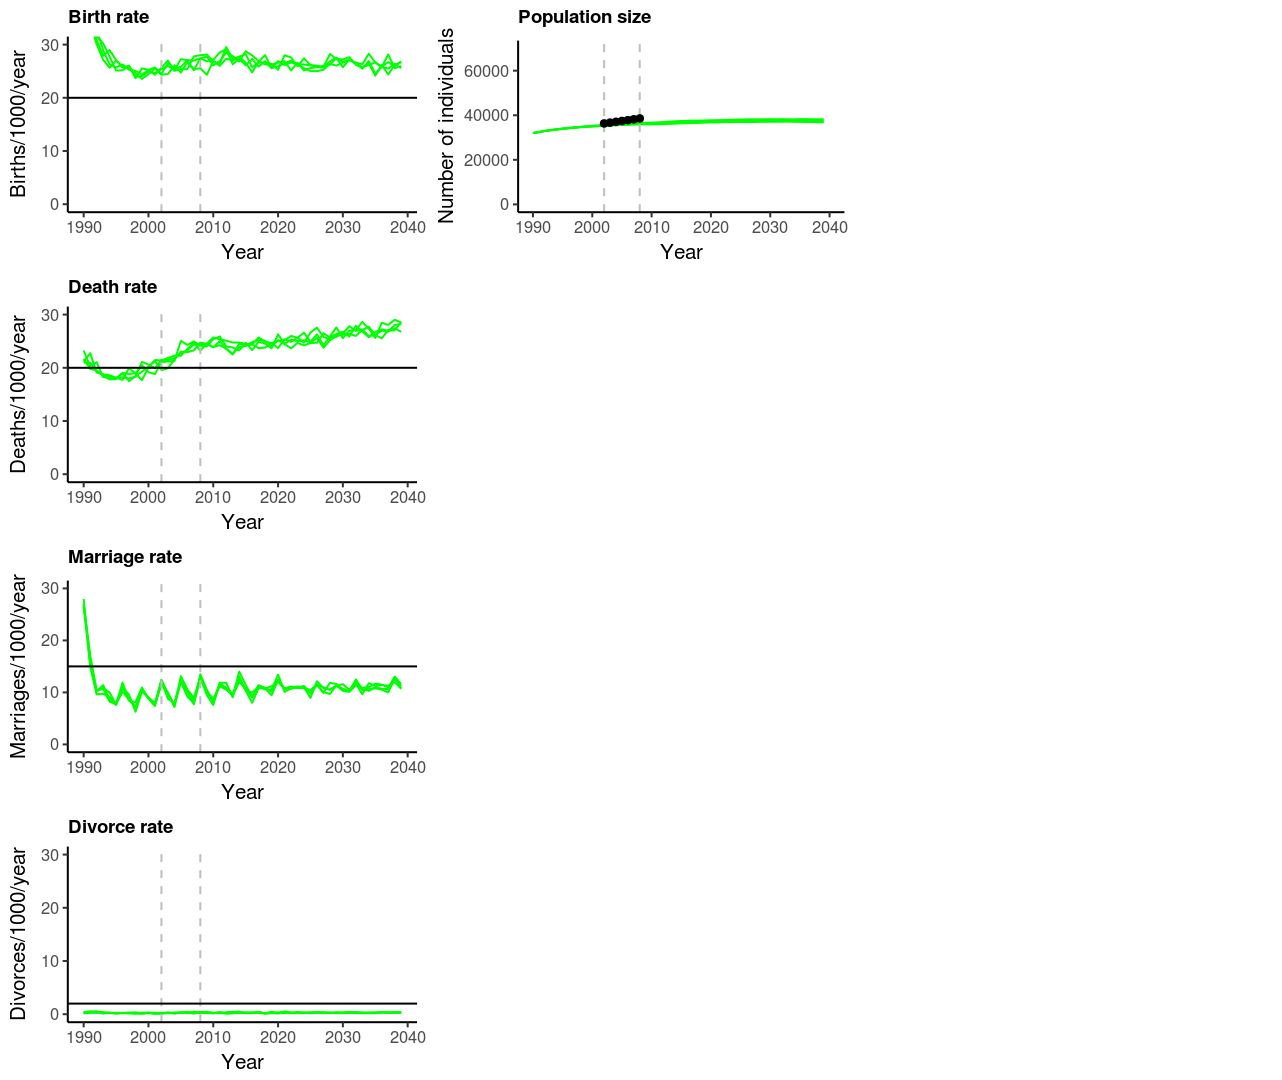 Birth rate
Births/1000/year
30
20
10
0
1990 2000 2010 2020 2030 2040
Year
Population size
Number of individuals
60000
40000
20000
0
1990 2000 2010 2020 2030 2040
Year
Death rate
Deaths/1000/year
30
20
10
0
1990 2000 2010 2020 2030 2040
Year
Marriage rate
Marriages/1000/year
30
20
10
0
1990 2000 2010 2020 2030 2040
Year
Divorce rate
Divorces/1000/year
30
20
10
0
1990 2000 2010 2020 2030 2040
Year